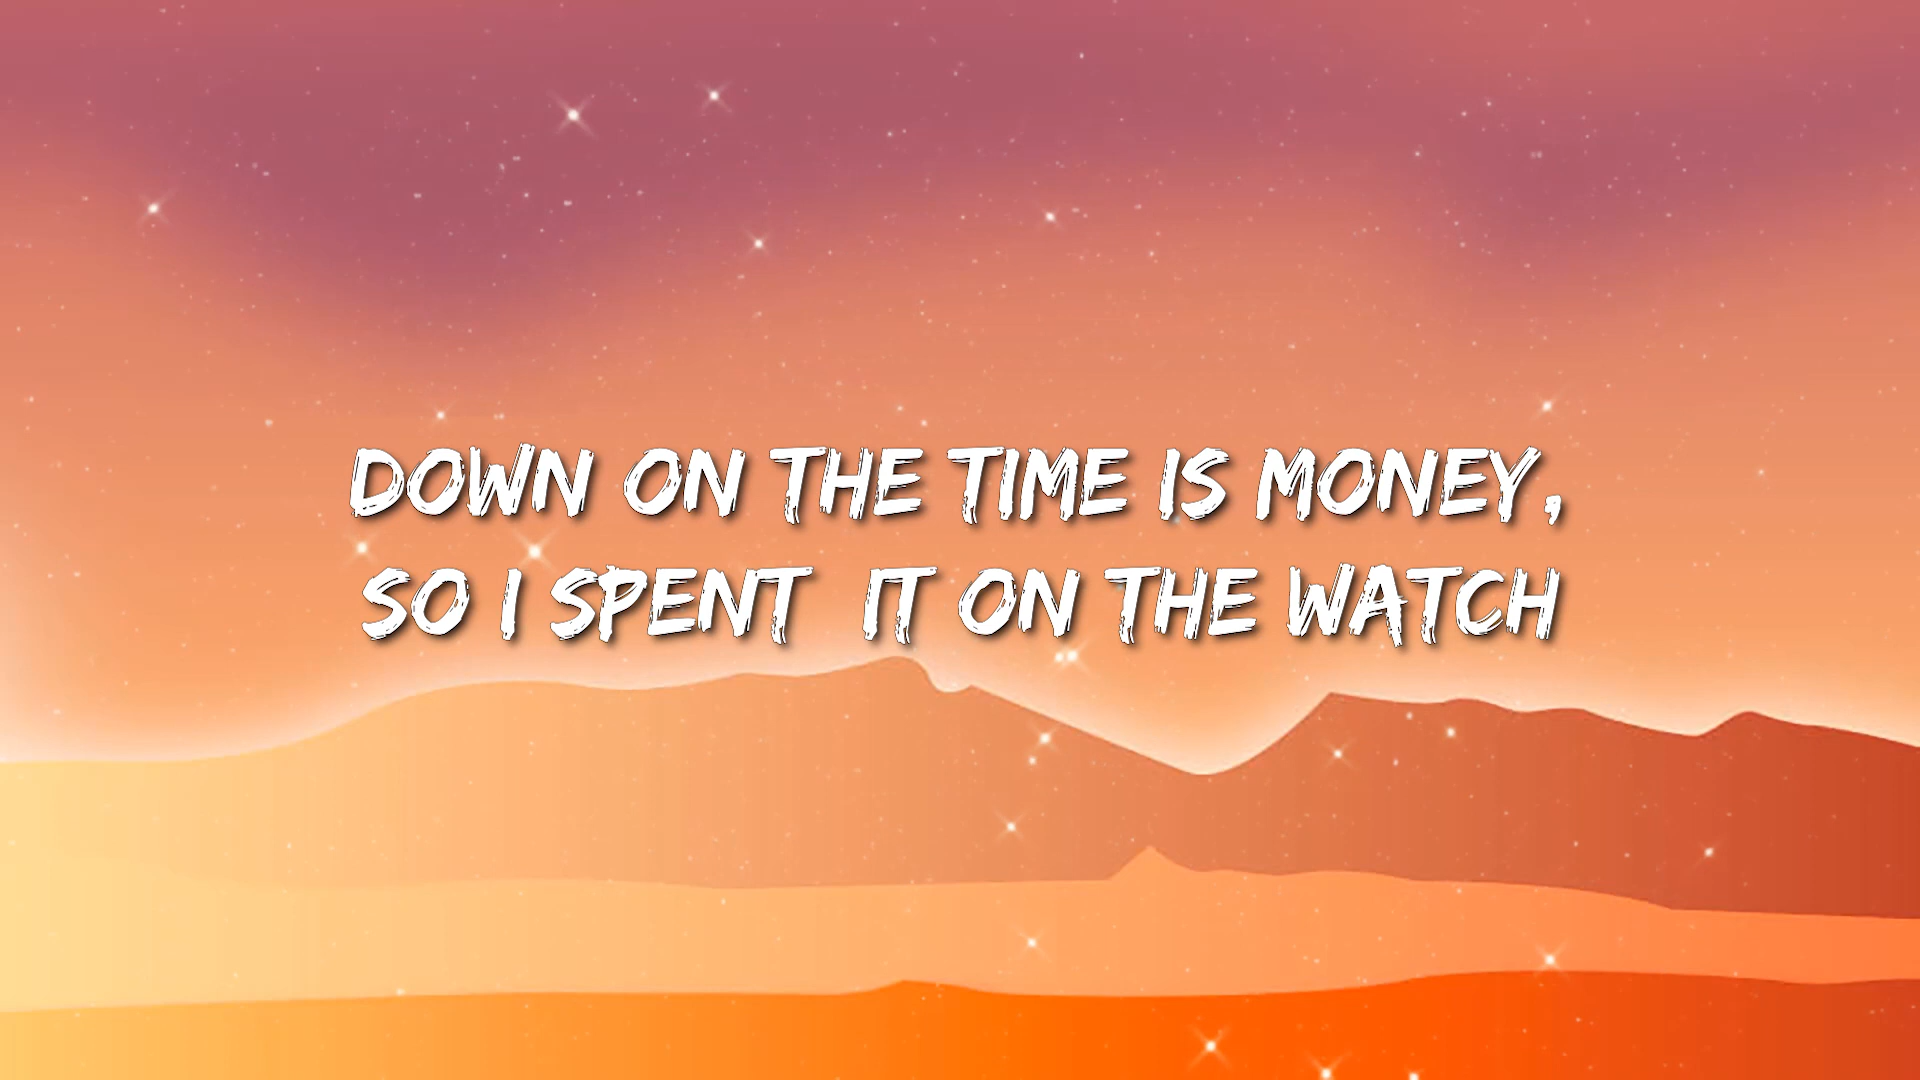 DOWN ON THE TIME IS MONEY,
SO I SPENT IT ON THE WATCH